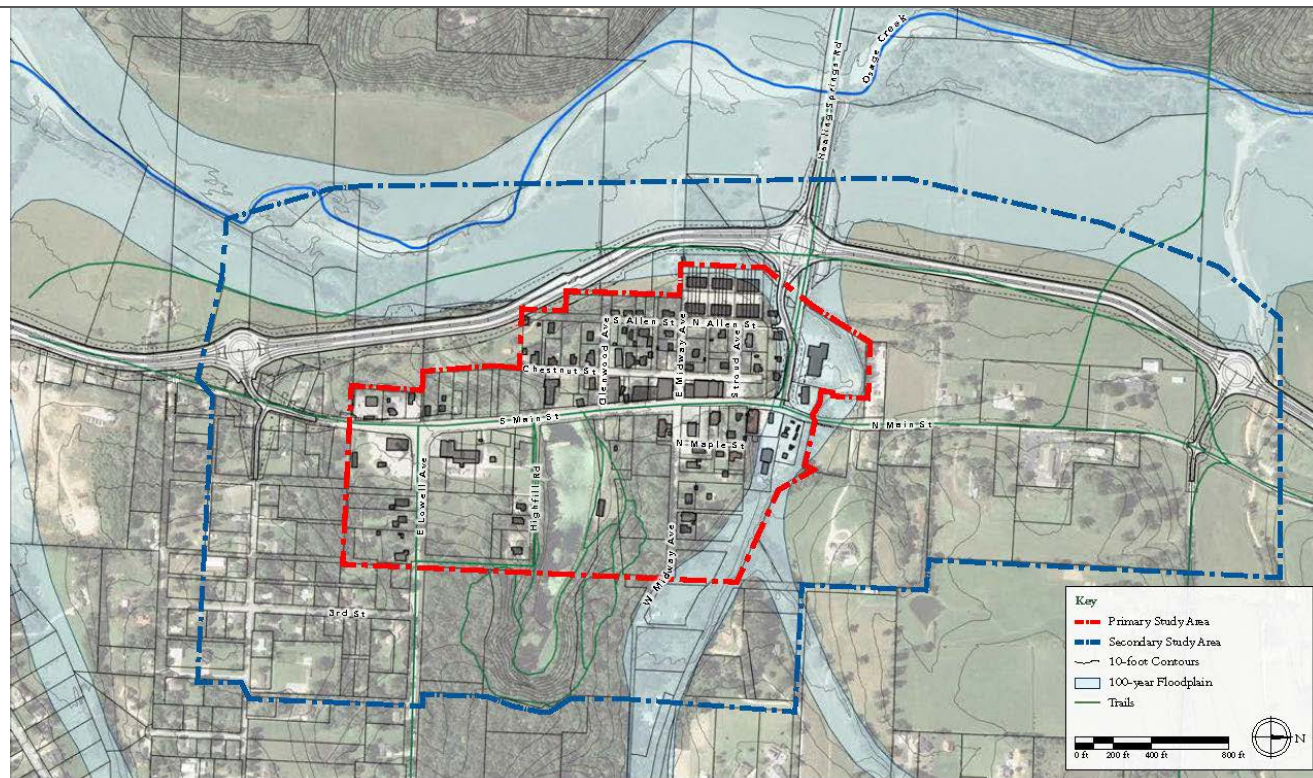 Healing Springs Rd
Osage Creek
S Allen St
N Allen St
Glenwood Ave
E Midway Ave
Stroud Ave
Chestnut St
S Main St
N Main St
N Maple St
E Lowell Ave
Highfill Rd
W Midway Ave
3rd St
Key
Primary Study Area
Secondary Study Area
10-foot Contours
100-year Floodplain
Trails
0 ft 200 ft 400 ft 800 ft
N